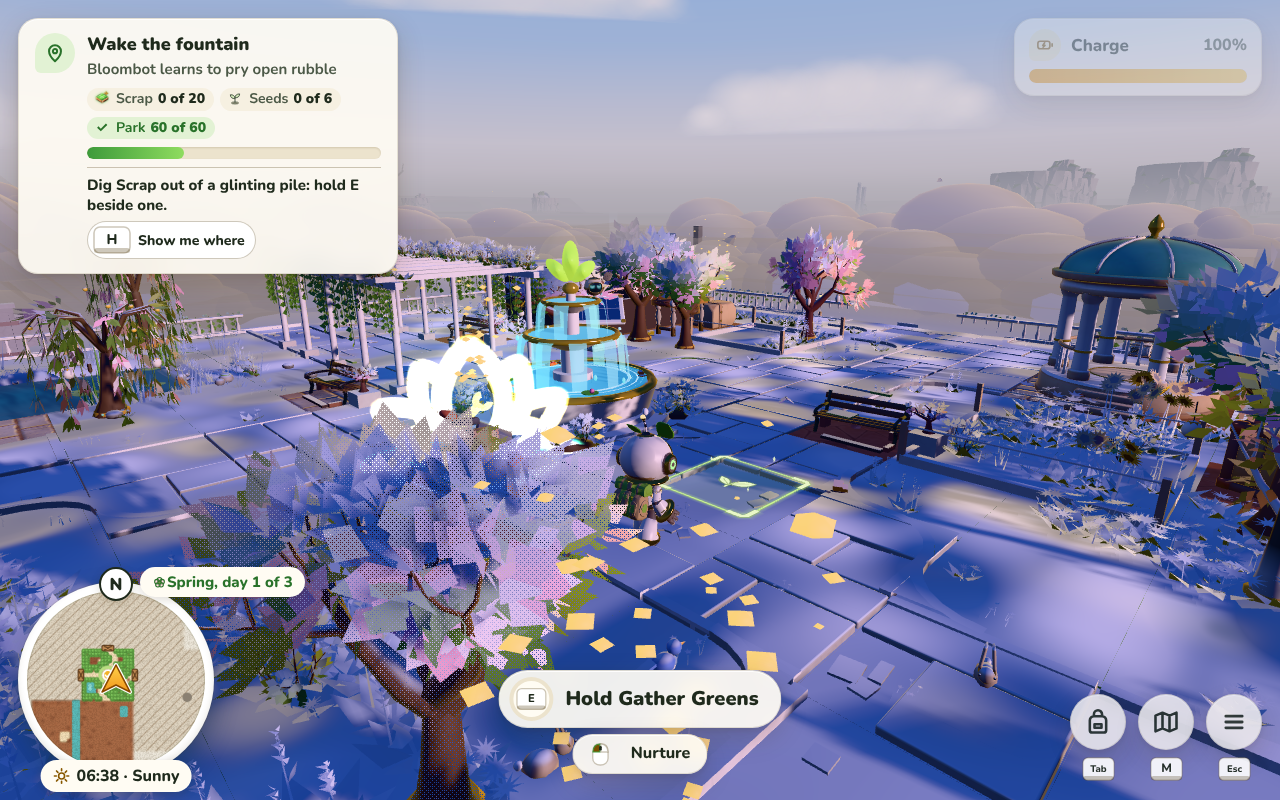 Wake the fountain
Bloombot learns to pry open rubble
Scrap 0 of 20 Seeds 0 of 6
Park 60 of 60
Dig Scrap out of a glinting pile: hold E
beside one.
H Show me where
Charge 100%
N
Spring, day 1 of 3
06:38 · Sunny
E Hold Gather Greens
Nurture
Tab M Esc